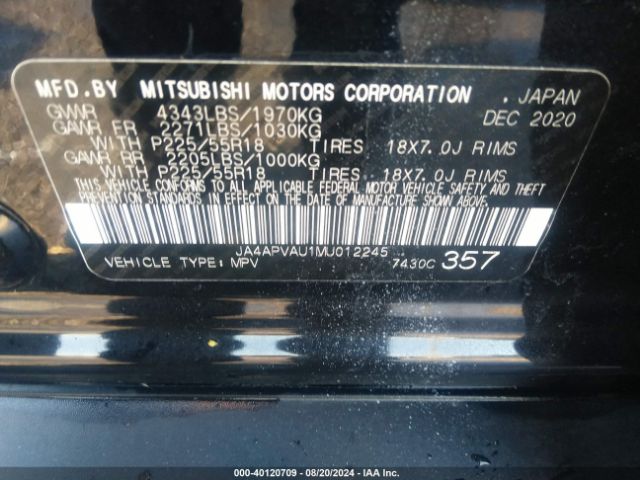 MFD. BY MITSUBISHI MOTORS CORPORATION . JAPAN
GVWR 4343LBS/1970KG DEC 2020
GAWR FR 2271LBS/1030KG
WITH P225/55R18 TIRES 18X7.0J RIMS
GAWR RR 2205LBS/1000KG
WITH P225/55R18 TIRES 18X7.0J RIMS
THIS VEHICLE CONFORMS TO ALL APPLICABLE FEDERAL MOTOR VEHICLE SAFETY AND THEFT
PREVENTION STANDARDS IN EFFECT ON THE DATE OF MANUFACTURE SHOWN ABOVE.
JA4APVAU1MJ012245
VEHICLE TYPE: MPV 7430C 357
000-40120709 - 08/20/2024 - IAA Inc.